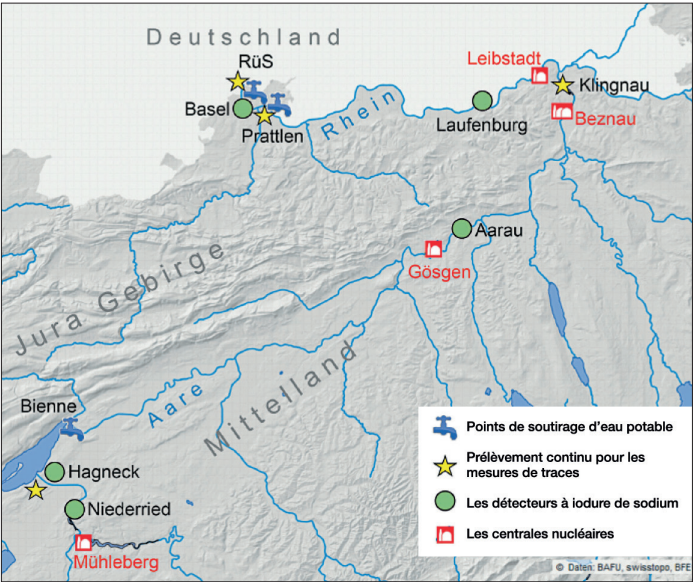 Deutschland
RüS
Leibstadt
Klingnau
Basel
Prattlen
Rhein
Laufenburg
Beznau
Aarau
Gösgen
Jura Gebirge
Mittelland
Aare
Bienne
Hagneck
Niederried
Mühleberg
Points de soutirage d'eau potable
Prélèvement continu pour les
mesures de traces
Les détecteurs à iodure de sodium
Les centrales nucléaires
© Daten: BAFU, swisstopo, BFE